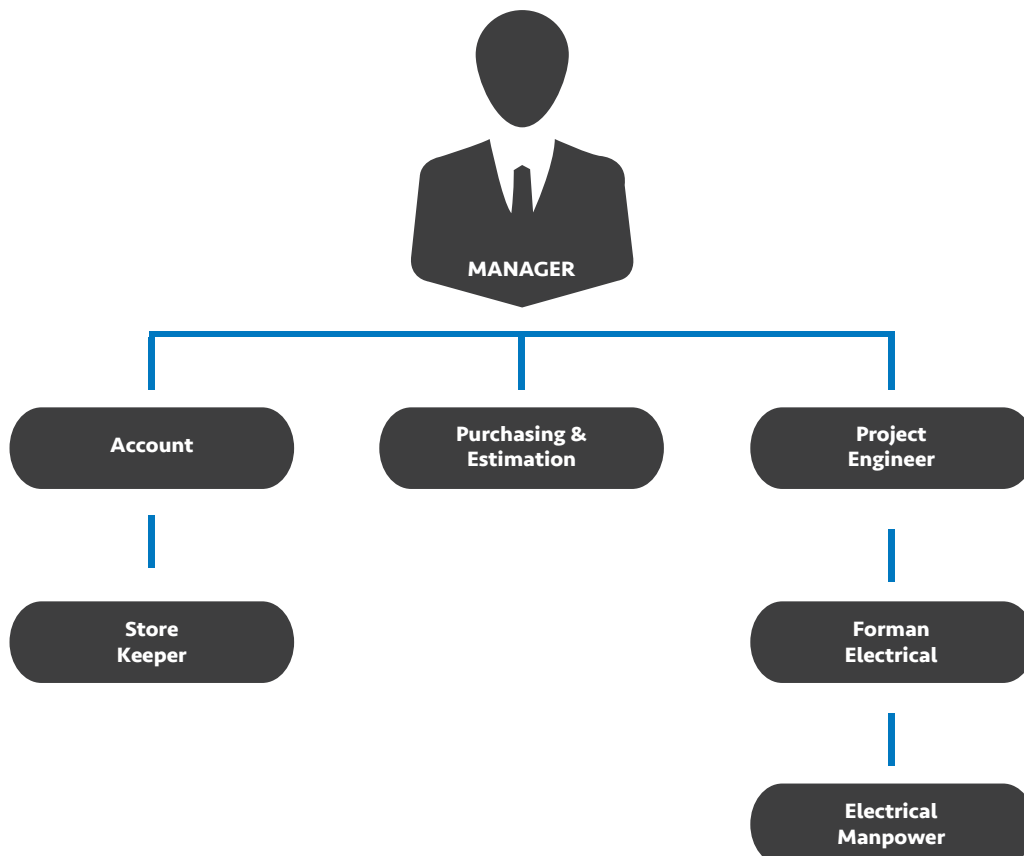 MANAGER
Account
Purchasing &
Estimation
Project
Engineer
Store
Keeper
Forman
Electrical
Electrical
Manpower